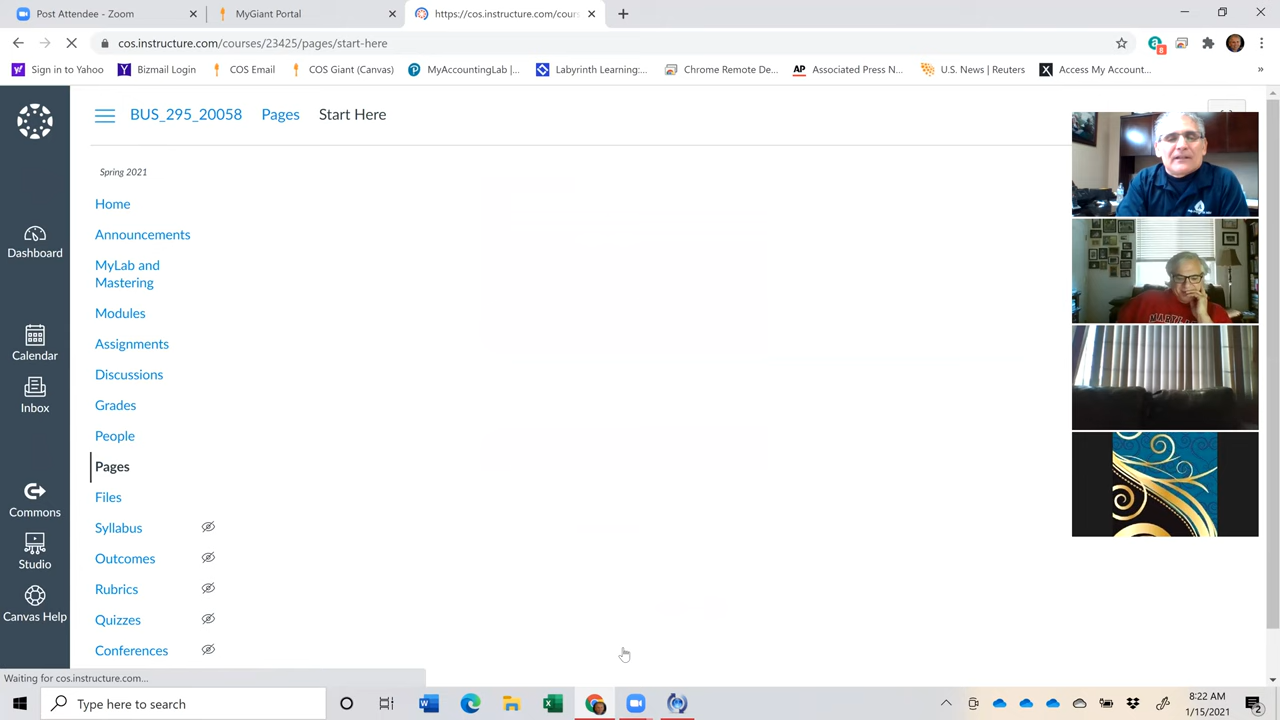 Post Attendee - Zoom
MyGiant Portal
https://cos.instructure.com/cour
cos.instructure.com/courses/23425/pages/start-here
8
Sign in to Yahoo
Bizmail Login
COS Email
COS Giant (Canvas)
MyAccountingLab |...
Labyrinth Learning:...
Chrome Remote De...
AP Associated Press N...
U.S. News | Reuters
Access My Account...
BUS_295_20058
Pages
Start Here
Spring 2021
Home
Announcements
MyLab and
Mastering
Modules
Assignments
Discussions
Grades
People
Pages
Files
Syllabus
Outcomes
Rubrics
Quizzes
Conferences
Dashboard
Calendar
Inbox
Commons
Studio
Canvas Help
Waiting for cos.instructure.com...
Type here to search
8:22 AM
1/15/2021
2